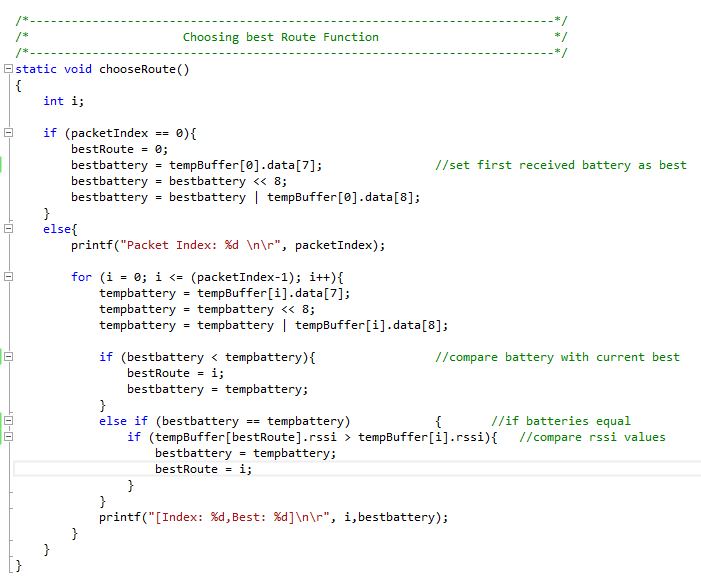 /*---------------------------------------------------------------------------*/
/*                      Choosing best Route Function                         */
/*---------------------------------------------------------------------------*/
static void chooseRoute()
{
    int i;

    if (packetIndex == 0){
        bestRoute = 0;
        bestbattery = tempBuffer[0].data[7];                //set first received battery as best
        bestbattery = bestbattery << 8;
        bestbattery = bestbattery | tempBuffer[0].data[8];
    }
    else{
        printf("Packet Index: %d \n\r", packetIndex);

        for (i = 0; i <= (packetIndex-1); i++){
            tempbattery = tempBuffer[i].data[7];
            tempbattery = tempbattery << 8;
            tempbattery = tempbattery | tempBuffer[i].data[8];

            if (bestbattery < tempbattery){                 //compare battery with current best
                bestRoute = i;
                bestbattery = tempbattery;
            }
            else if (bestbattery == tempbattery)            {       //if batteries equal
                if (tempBuffer[bestRoute].rssi > tempBuffer[i].rssi){   //compare rssi values
                    bestbattery = tempbattery;
                    bestRoute = i;
                }
            }
            printf("[Index: %d,Best: %d]\n\r", i,bestbattery);
        }
    }
}